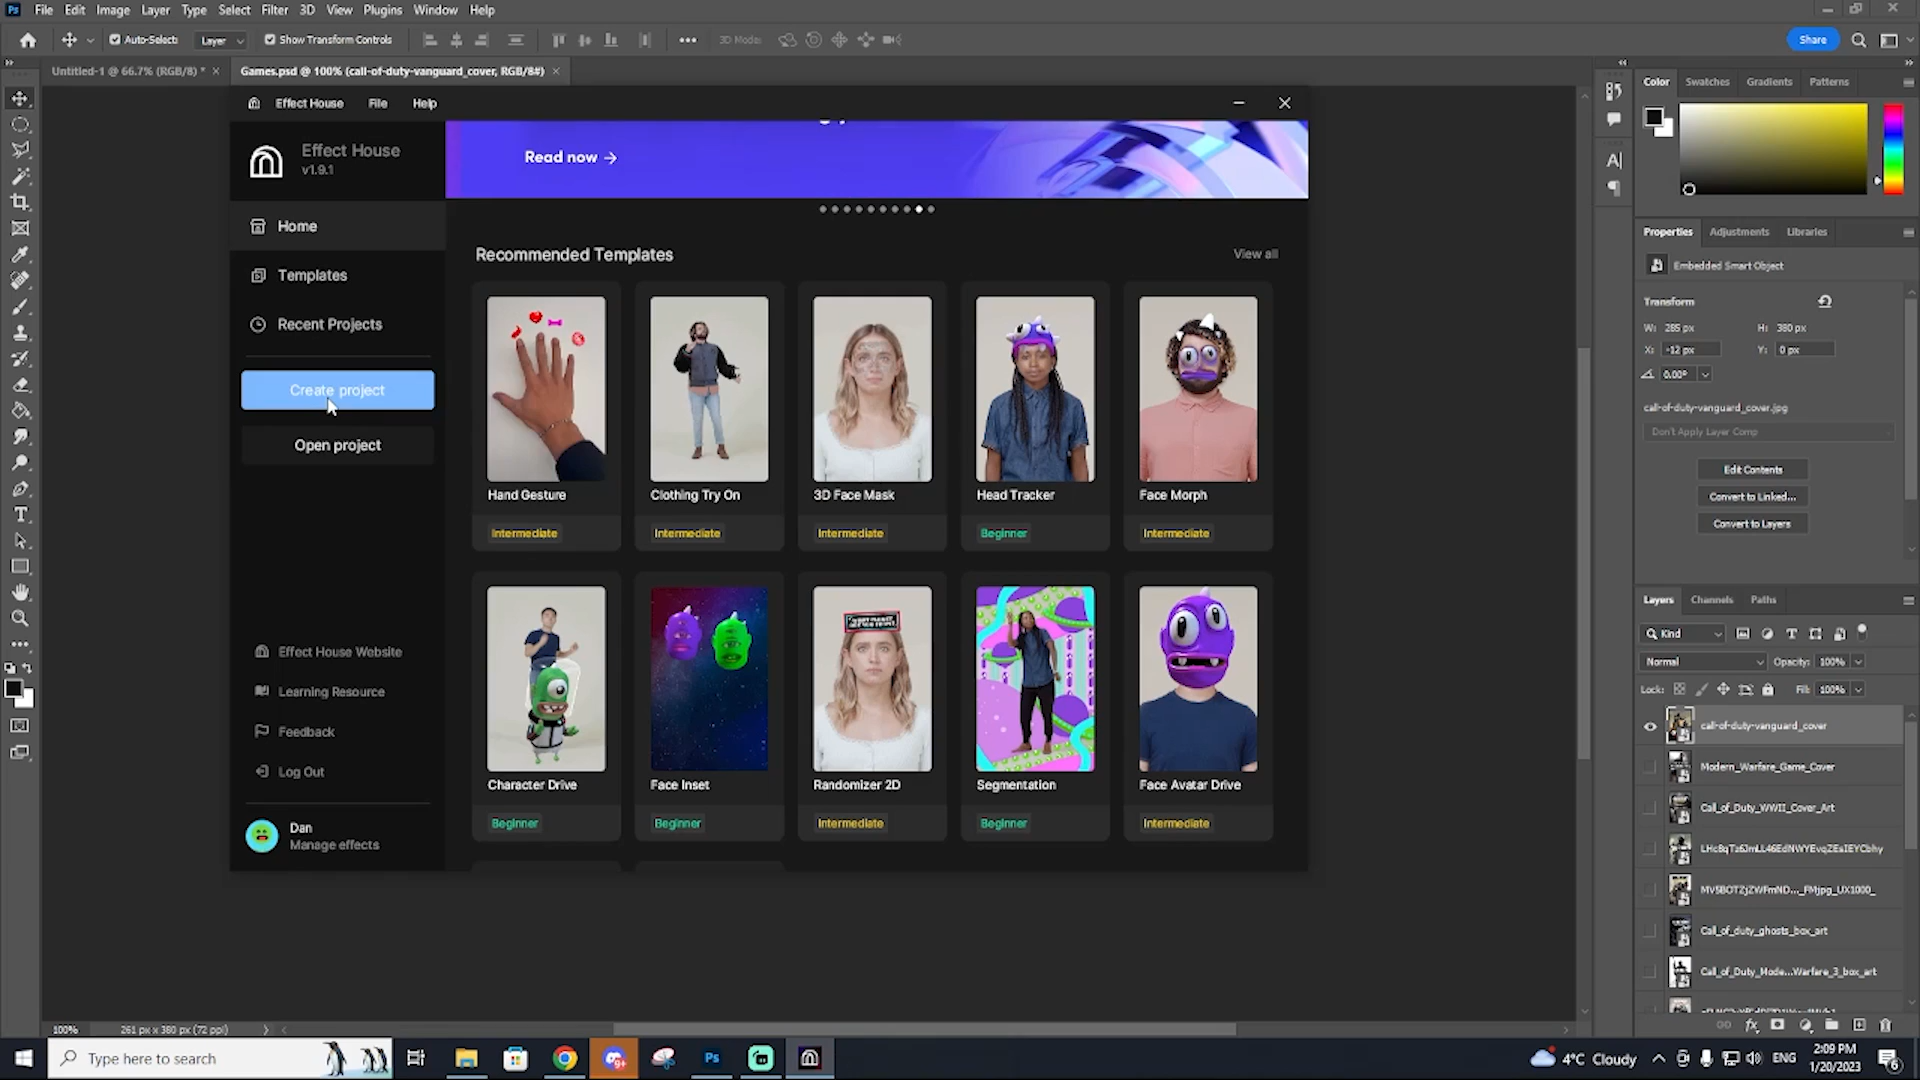 Ps File Edit Image Layer Type Select Filter 3D View Plugins Window Help
Auto-Select: Layer Show Transform Controls 3D Mode: Share
Untitled-1 @ 66.7% (RGB/8) * × Games.psd @ 100% (call-of-duty-vanguard_cover, RGB/8#) ×
Effect House File Help
Effect House
v1.9.1
Read now →
Home
Templates
Recent Projects
Create project
Open project
Effect House Website
Learning Resource
Feedback
Log Out
Dan
Manage effects
Recommended Templates View all
Hand Gesture Clothing Try On 3D Face Mask Head Tracker Face Morph
Intermediate Intermediate Intermediate Beginner Intermediate
Character Drive Face Inset Randomizer 2D Segmentation Face Avatar Drive
Beginner Beginner Intermediate Beginner Intermediate
Color Swatches Gradients Patterns
Properties Adjustments Libraries
Embedded Smart Object
Transform
W: 285 px H: 380 px
X: -12 px Y: 0 px
0.00°
call-of-duty-vanguard_cover.jpg
Don't Apply Layer Comp
Edit Contents
Convert to Linked...
Convert to Layers
Layers Channels Paths
Kind
Normal Opacity: 100%
Lock: Fill: 100%
call-of-duty-vanguard_cover
Modern_Warfare_Game_Cover
Call_of_Duty_WWII_Cover_Art
Call_of_duty_ghosts_box_art
Call_of_Duty_Mode...Warfare_3_box_art
100% 261 px x 380 px (72 ppi)
Type here to search
Ps
4°C Cloudy ENG
2:09 PM
1/20/2023
6